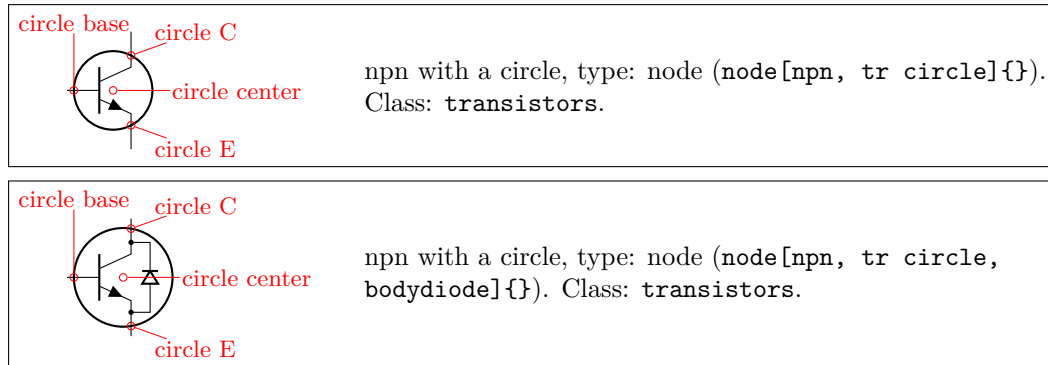 circle base
circle C
circle center
circle E
npn with a circle, type: node (node[npn, tr circle]{}).
Class: transistors.
circle base
circle C
circle center
circle E
npn with a circle, type: node (node[npn, tr circle,
bodydiode]{}). Class: transistors.